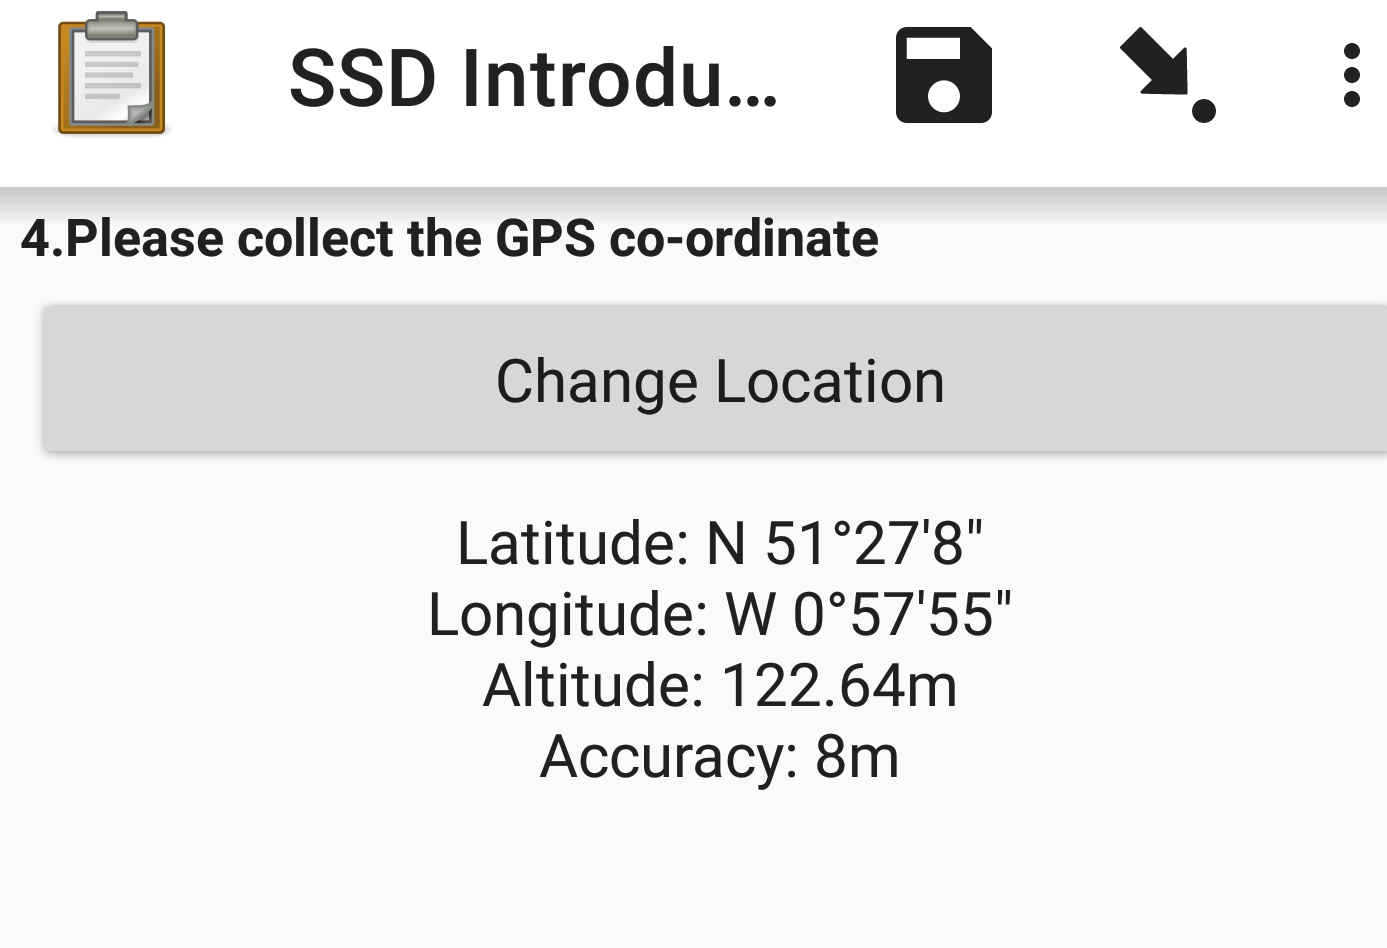 SSD Introdu...
4.Please collect the GPS co-ordinate
Change Location
Latitude: N 51°27'8"
Longitude: W 0°57'55"
Altitude: 122.64m
Accuracy: 8m